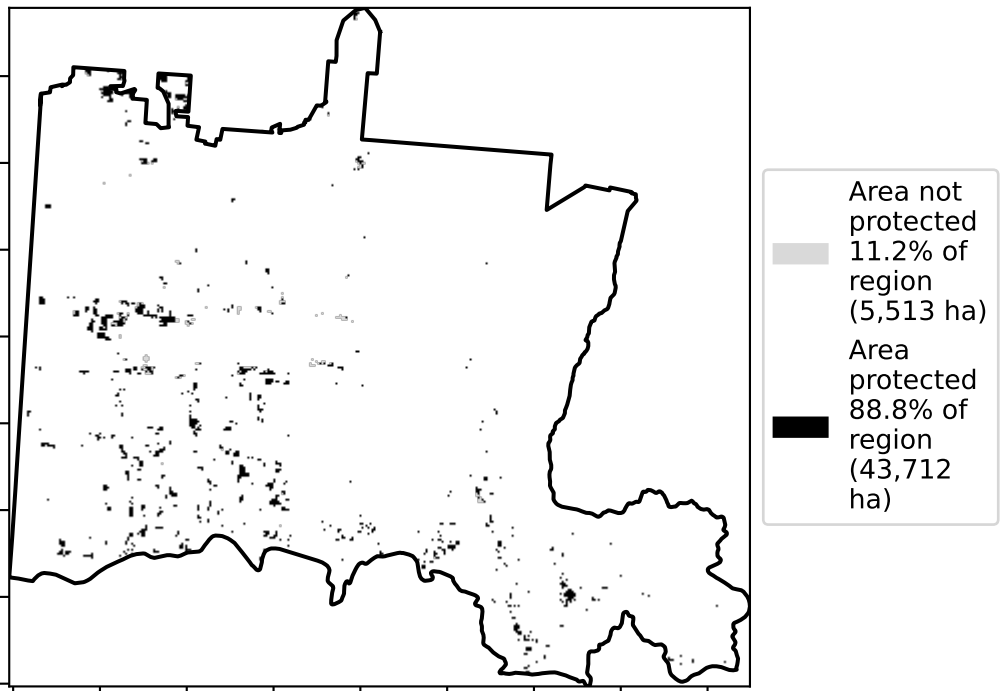 Area not
protected
11.2% of
region
(5,513 ha)
Area
protected
88.8% of
region
(43,712
ha)